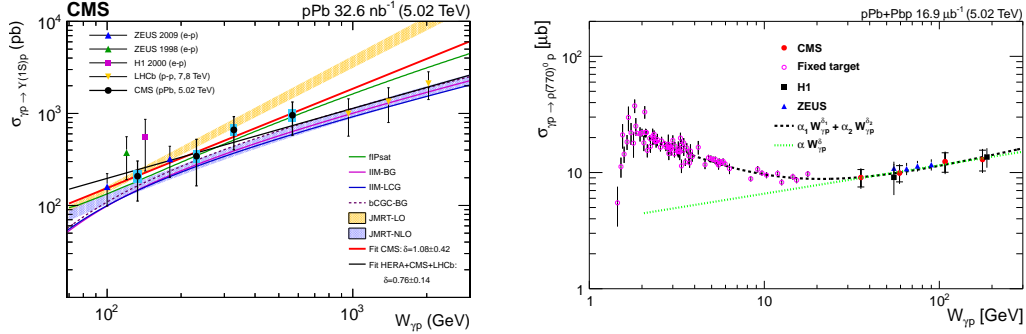 CMS pPb 32.6 nb⁻¹ (5.02 TeV)
σγp→ Υ(1S)p (pb)
10⁴
10³
10²
ZEUS 2009 (e-p)
ZEUS 1998 (e-p)
H1 2000 (e-p)
LHCb (p-p, 7,8 TeV)
CMS (pPb, 5.02 TeV)
fIPsat
IIM-BG
IIM-LCG
bCGC-BG
JMRT-LO
JMRT-NLO
Fit CMS: δ=1.08±0.42
Fit HERA+CMS+LHCb:
δ=0.76±0.14
10² 10³
Wγp (GeV)
pPb+Pbp 16.9 μb⁻¹ (5.02 TeV)
σγp → ρ(770)⁰ p [μb]
10²
10
1
CMS
Fixed target
H1
ZEUS
α₁ Wγp^δ₁ + α₂ Wγp^δ₂
α Wγp^δ
1 10 10²
Wγp [GeV]